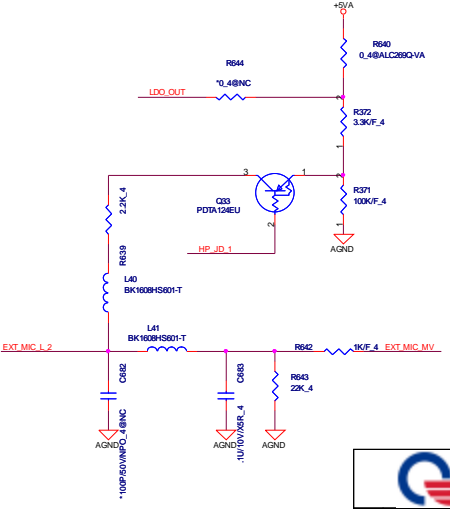 +5VA
R640
0_4@ALC269Q-VA
R644
*0_4@NC
LDO_OUT
2
R372
3.3K/F_4
1
3
1
2
R371
100K/F_4
1
AGND
Q33
PDTA124EU
2
HP_JD_1
2.2K_4
R639
L40
BK1608HS601-T
L41
BK1608HS601-T
EXT_MIC_L_2
R642
1K/F_4
EXT_MIC_MV
C682
*100P/50V/NPO_4@NC
C683
.1U/10V/X5R_4
R643
22K_4
AGND
AGND
AGND